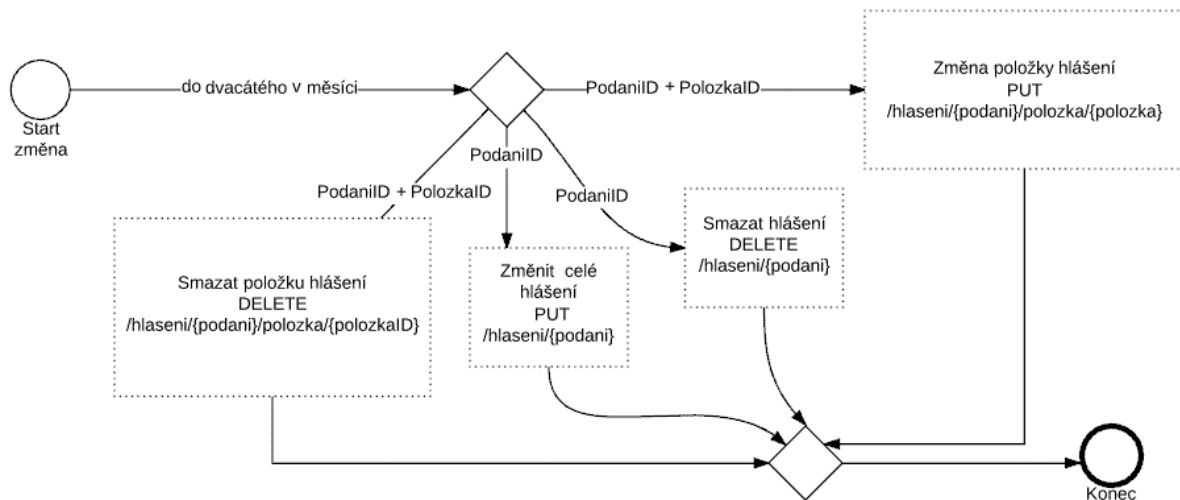 Start
změna
do dvacátého v měsíci
PodaniID + PolozkaID
Změna položky hlášení
PUT
/hlaseni/{podani}/polozka/{polozka}
PodaniID
PodaniID + PolozkaID
PodaniID
Smazat položku hlášení
DELETE
/hlaseni/{podani}/polozka/{polozkaID}
Změnit celé
hlášení
PUT
/hlaseni/{podani}
Smazat hlášení
DELETE
/hlaseni/{podani}
Konec